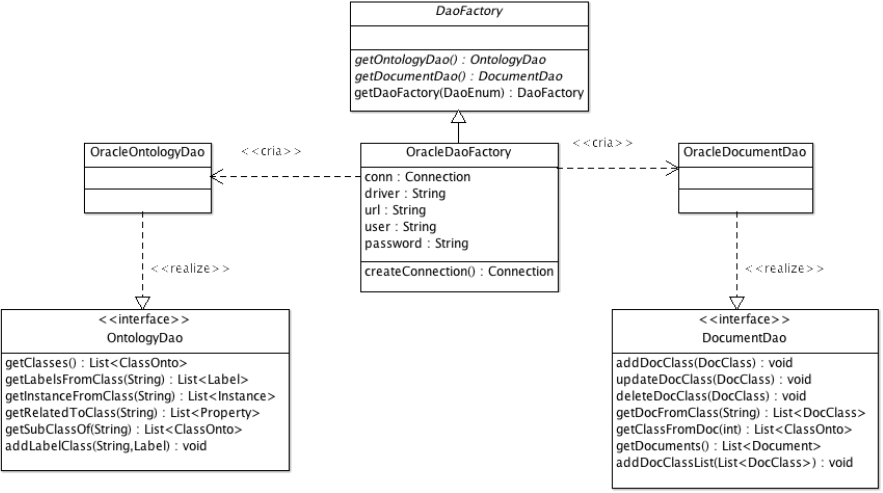 DaoFactory
getOntologyDao() : OntologyDao
getDocumentDao() : DocumentDao
getDaoFactory(DaoEnum) : DaoFactory
OracleOntologyDao
<<cria>>
OracleDaoFactory
conn : Connection
driver : String
url : String
user : String
password : String
createConnection() : Connection
<<cria>>
OracleDocumentDao
<<realize>>
<<realize>>
<<interface>>
OntologyDao
getClasses() : List<ClassOnto>
getLabelsFromClass(String) : List<Label>
getInstanceFromClass(String) : List<Instance>
getRelatedToClass(String) : List<Property>
getSubClassOf(String) : List<ClassOnto>
addLabelClass(String,Label) : void
<<interface>>
DocumentDao
addDocClass(DocClass) : void
updateDocClass(DocClass) : void
deleteDocClass(DocClass) : void
getDocFromClass(String) : List<DocClass>
getClassFromDoc(int) : List<ClassOnto>
getDocuments() : List<Document>
addDocClassList(List<DocClass>) : void